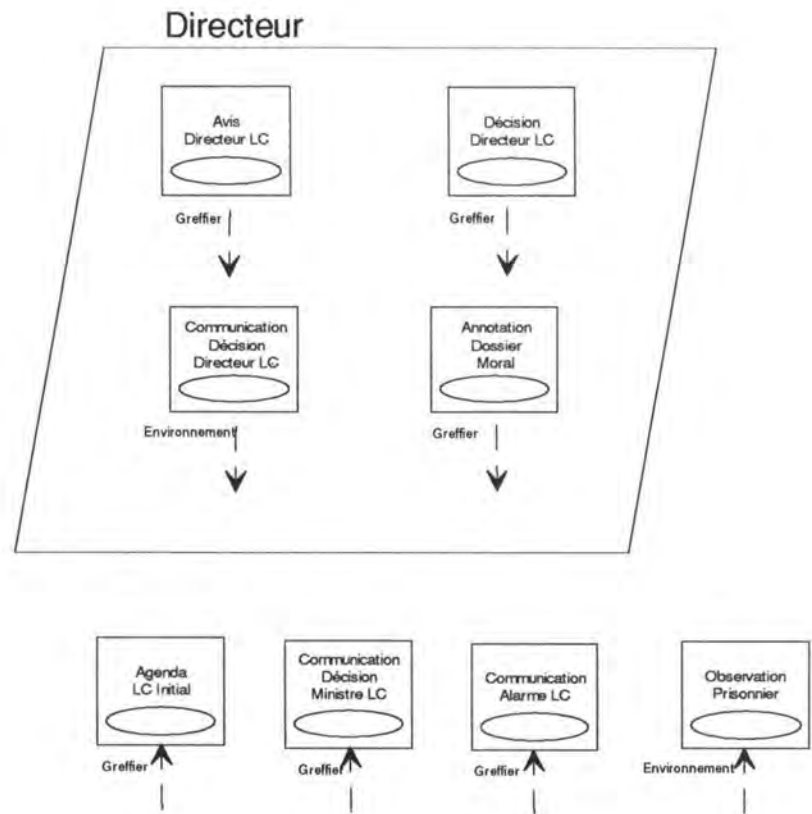 Directeur
Avis
Directeur LC
Décision
Directeur LC
Greffier
Greffier
Communication
Décision
Directeur LC
Annotation
Dossier
Moral
Environnement
Greffier
Agenda
LC Initial
Communication
Décision
Ministre LC
Communication
Alarme LC
Observation
Prisonnier
Greffier
Greffier
Greffier
Environnement